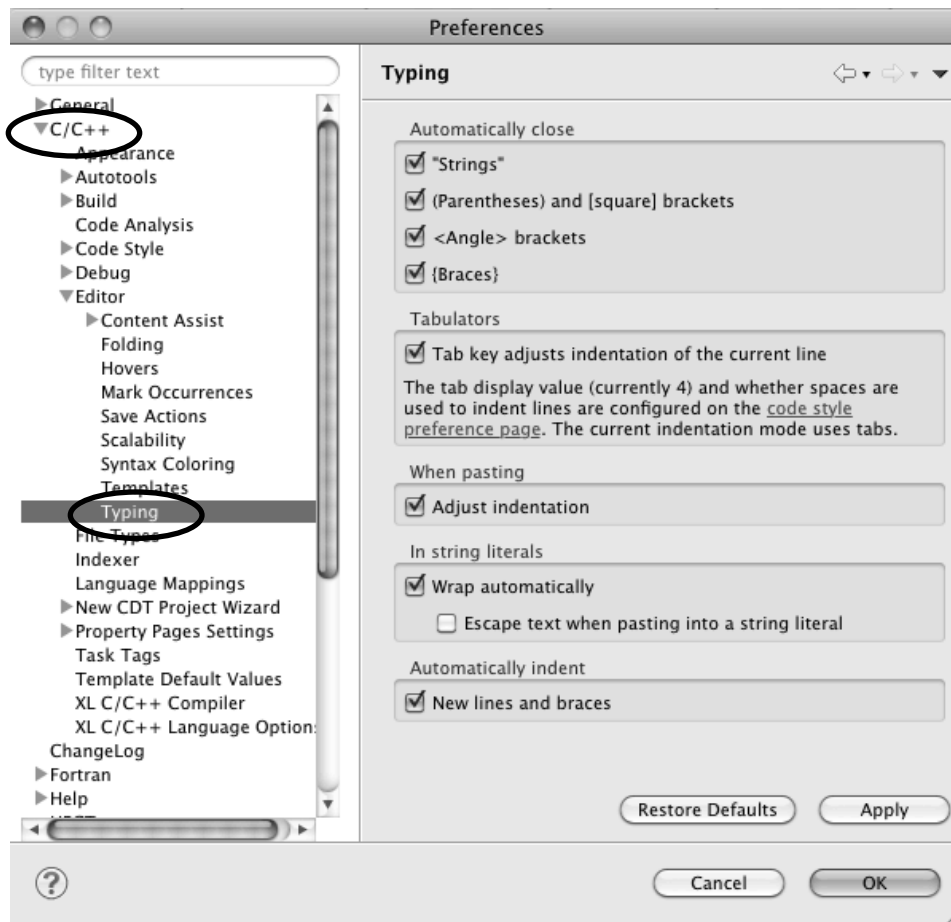 Preferences
type filter text
General
C/C++
Appearance
Autotools
Build
Code Analysis
Code Style
Debug
Editor
Content Assist
Folding
Hovers
Mark Occurrences
Save Actions
Scalability
Syntax Coloring
Templates
Typing
File Types
Indexer
Language Mappings
New CDT Project Wizard
Property Pages Settings
Task Tags
Template Default Values
XL C/C++ Compiler
XL C/C++ Language Option
ChangeLog
Fortran
Help
Typing
Automatically close
"Strings"
(Parentheses) and [square] brackets
<Angle> brackets
{Braces}
Tabulators
Tab key adjusts indentation of the current line
The tab display value (currently 4) and whether spaces are
used to indent lines are configured on the code style
preference page. The current indentation mode uses tabs.
When pasting
Adjust indentation
In string literals
Wrap automatically
Escape text when pasting into a string literal
Automatically indent
New lines and braces
Restore Defaults
Apply
?
Cancel
OK